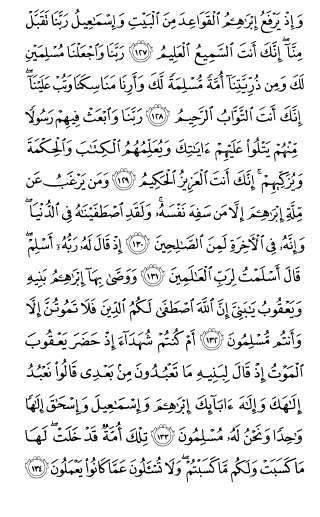 وَإِذْ يَرْفَعُ إِبْرَٰهِـۧمُ ٱلْقَوَاعِدَ مِنَ ٱلْبَيْتِ وَإِسْمَٰعِيلُ رَبَّنَا تَقَبَّلْ
مِنَّآ ۖ إِنَّكَ أَنتَ ٱلسَّمِيعُ ٱلْعَلِيمُ ١٢٧ رَبَّنَا وَٱجْعَلْنَا مُسْلِمَيْنِ
لَكَ وَمِن ذُرِّيَّتِنَآ أُمَّةً مُّسْلِمَةً لَّكَ وَأَرِنَا مَنَاسِكَنَا وَتُبْ عَلَيْنَآ ۖ
إِنَّكَ أَنتَ ٱلتَّوَّابُ ٱلرَّحِيمُ ١٢٨ رَبَّنَا وَٱبْعَثْ فِيهِمْ رَسُولًا
مِّنْهُمْ يَتْلُوا۟ عَلَيْهِمْ ءَايَٰتِكَ وَيُعَلِّمُهُمُ ٱلْكِتَٰبَ وَٱلْحِكْمَةَ
وَيُزَكِّيهِمْ ۚ إِنَّكَ أَنتَ ٱلْعَزِيزُ ٱلْحَكِيمُ ١٢٩ وَمَن يَرْغَبُ عَن
مِّلَّةِ إِبْرَٰهِـۧمَ إِلَّا مَن سَفِهَ نَفْسَهُۥ ۚ وَلَقَدِ ٱصْطَفَيْنَٰهُ فِى ٱلدُّنْيَا ۖ
وَإِنَّهُۥ فِى ٱلْءَاخِرَةِ لَمِنَ ٱلصَّٰلِحِينَ ١٣٠ إِذْ قَالَ لَهُۥ رَبُّهُۥٓ أَسْلِمْ ۖ
قَالَ أَسْلَمْتُ لِرَبِّ ٱلْعَٰلَمِينَ ١٣١ وَوَصَّىٰ بِهَآ إِبْرَٰهِـۧمُ بَنِيهِ
وَيَعْقُوبُ يَٰبَنِىَّ إِنَّ ٱللَّهَ ٱصْطَفَىٰ لَكُمُ ٱلدِّينَ فَلَا تَمُوتُنَّ إِلَّا
وَأَنتُم مُّسْلِمُونَ ١٣٢ أَمْ كُنتُمْ شُهَدَآءَ إِذْ حَضَرَ يَعْقُوبَ
ٱلْمَوْتُ إِذْ قَالَ لِبَنِيهِ مَا تَعْبُدُونَ مِنۢ بَعْدِى قَالُوا۟ نَعْبُدُ
إِلَٰهَكَ وَإِلَٰهَ ءَابَآئِكَ إِبْرَٰهِـۧمَ وَإِسْمَٰعِيلَ وَإِسْحَٰقَ إِلَٰهًا
وَٰحِدًا وَنَحْنُ لَهُۥ مُسْلِمُونَ ١٣٣ تِلْكَ أُمَّةٌ قَدْ خَلَتْ ۖ لَهَا
مَا كَسَبَتْ وَلَكُم مَّا كَسَبْتُمْ ۖ وَلَا تُسْـَٔلُونَ عَمَّا كَانُوا۟ يَعْمَلُونَ ١٣٤